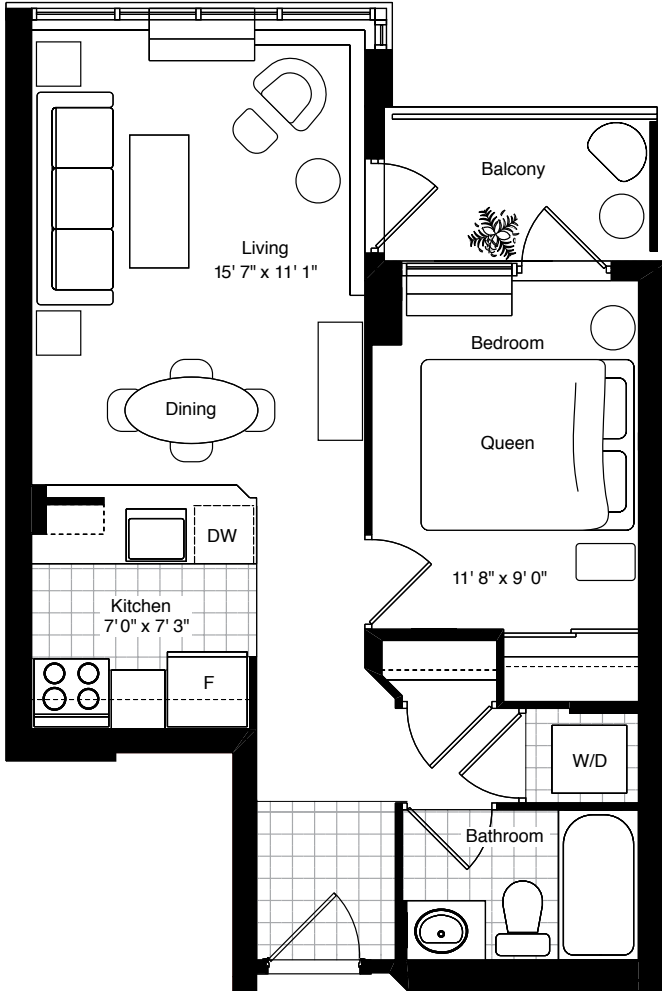 Balcony
Living
15' 7" x 11' 1"
Bedroom
Dining
Queen
DW
11' 8" x 9' 0"
Kitchen
7' 0" x 7' 3"
F
W/D
Bathroom